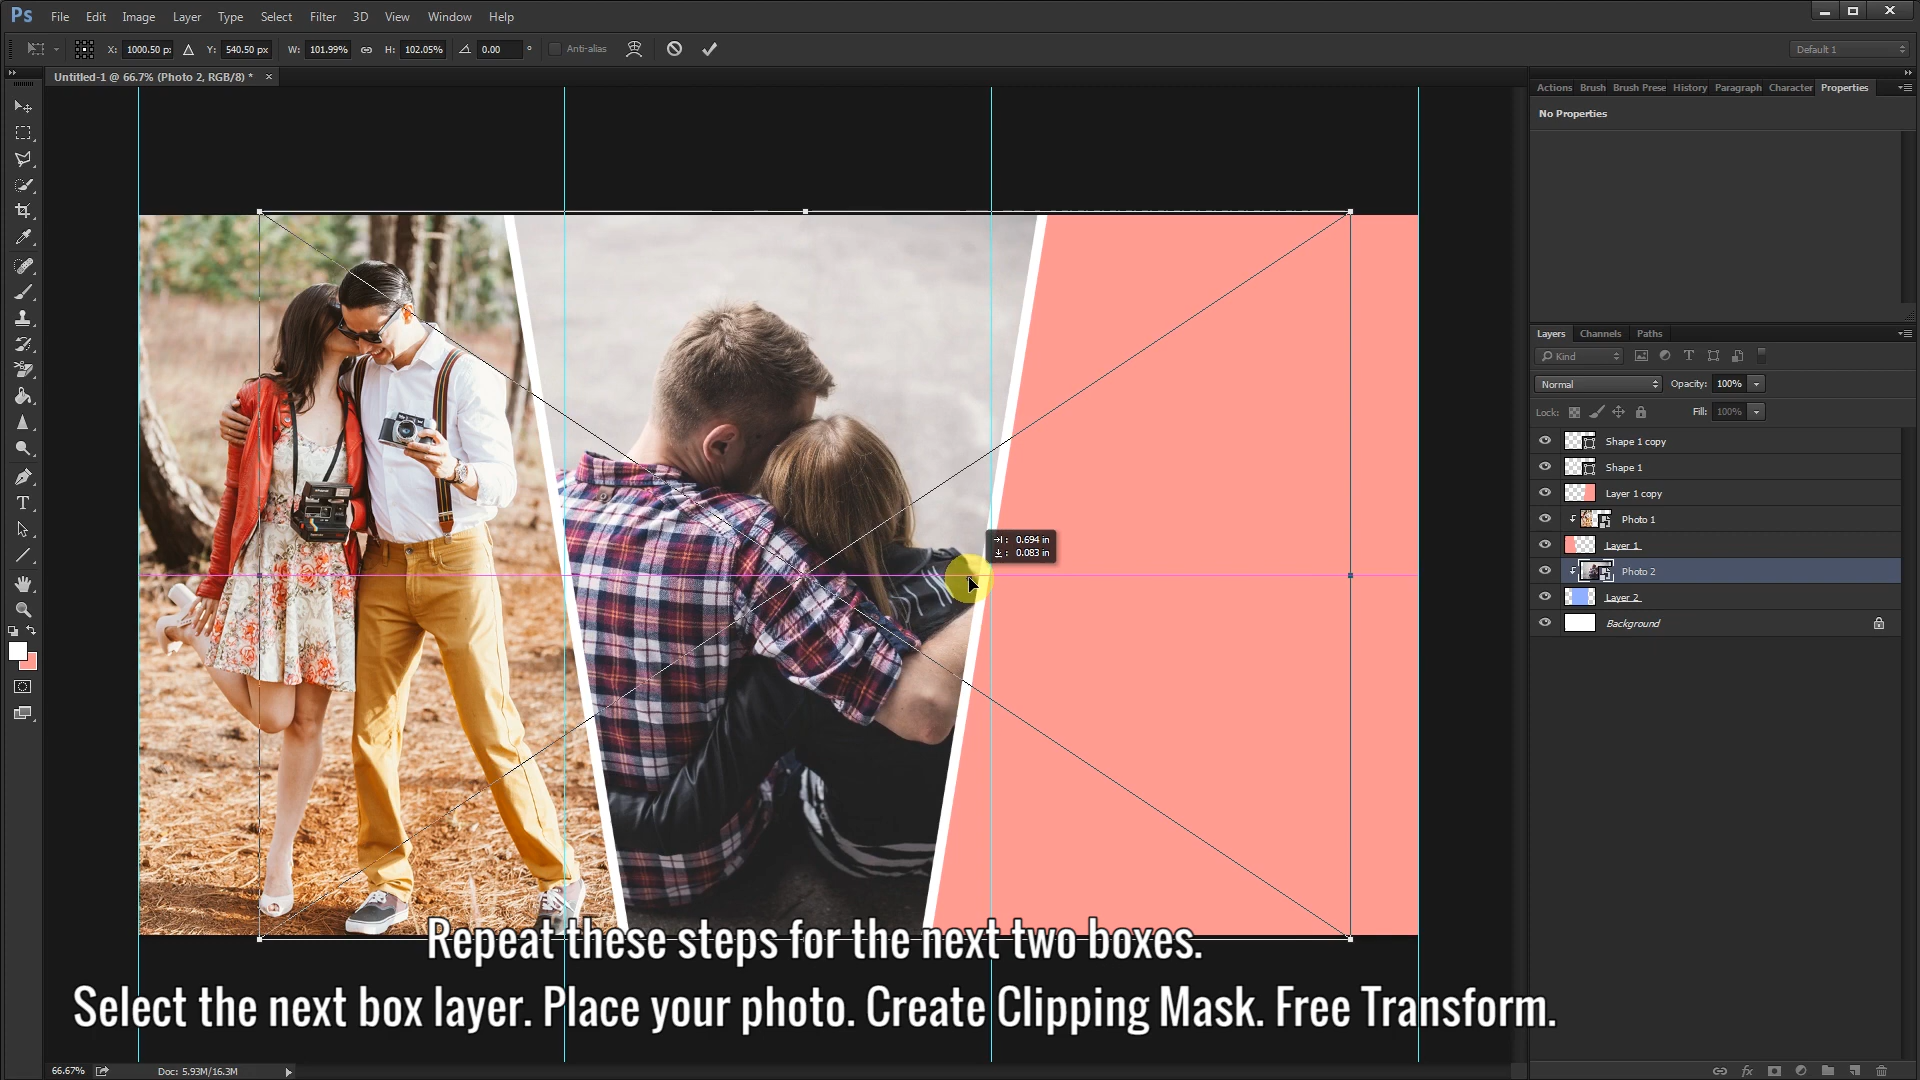 Ps File Edit Image Layer Type Select Filter 3D View Window Help
X: 1000.50 px Y: 540.50 px W: 101.99% H: 102.05% 0.00 ° Anti-alias Default 1
Untitled-1 @ 66.7% (Photo 2, RGB/8) * ×
Actions Brush Brush Prese History Paragraph Character Properties
No Properties
Layers Channels Paths
Kind
Normal Opacity: 100%
Lock: Fill: 100%
Shape 1 copy
Shape 1
Layer 1 copy
Photo 1
Layer 1
Photo 2
Layer 2
Background
0.694 in
0.083 in
Repeat these steps for the next two boxes.
Select the next box layer. Place your photo. Create Clipping Mask. Free Transform.
66.67% Doc: 5.93M/16.3M
fx